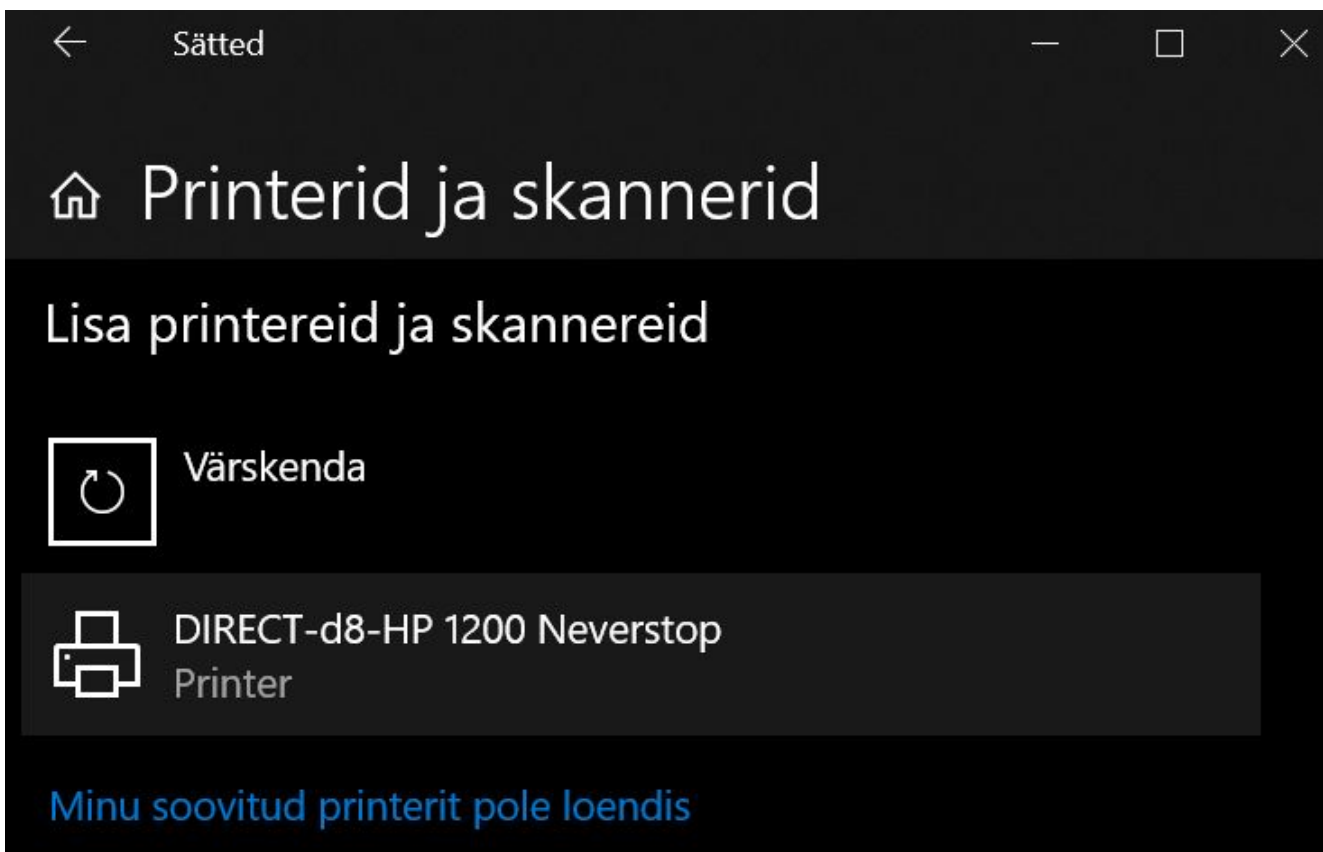 Sätted
Printerid ja skannerid
Lisa printereid ja skannereid
Värskenda
DIRECT-d8-HP 1200 Neverstop
Printer
Minu soovitud printerit pole loendis